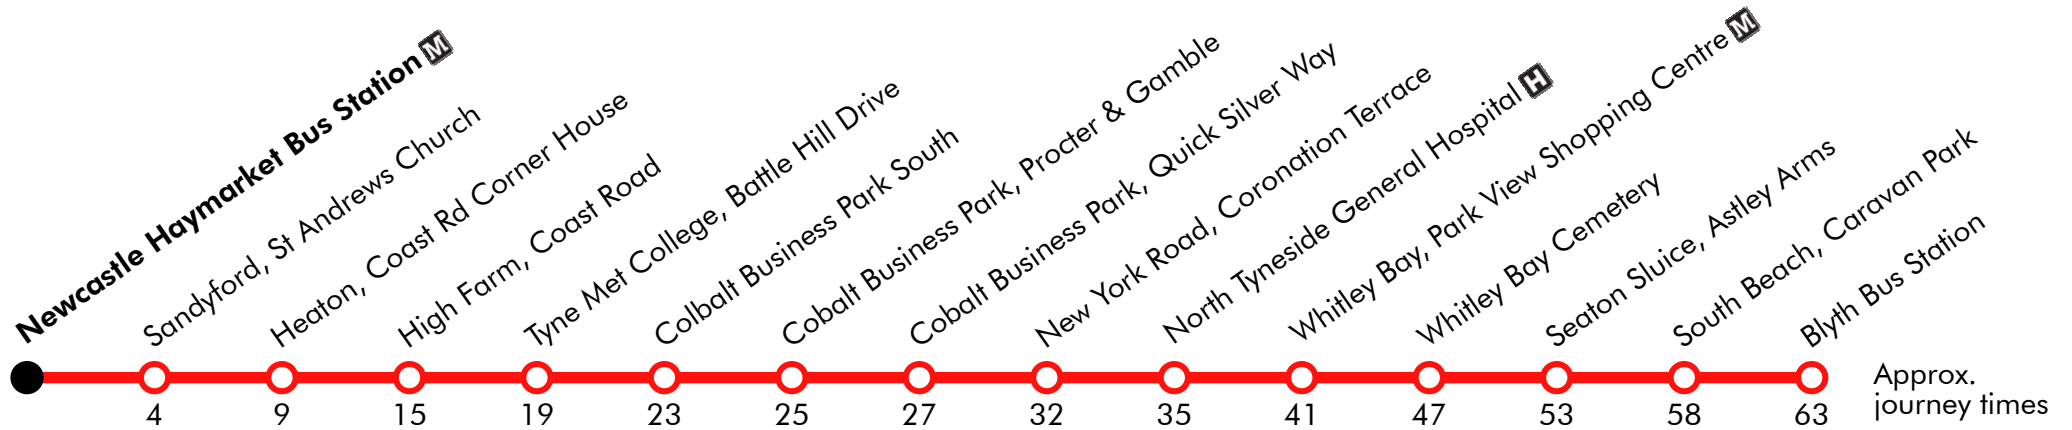 Newcastle Haymarket Bus Station M
Sandyford, St Andrews Church
Heaton, Coast Rd Corner House
High Farm, Coast Road
Tyne Met College, Battle Hill Drive
Colbalt Business Park South
Cobalt Business Park, Procter & Gamble
Cobalt Business Park, Quick Silver Way
New York Road, Coronation Terrace
North Tyneside General Hospital H
Whitley Bay, Park View Shopping Centre M
Whitley Bay Cemetery
Seaton Sluice, Astley Arms
South Beach, Caravan Park
Blyth Bus Station
4 9 15 19 23 25 27 32 35 41 47 53 58 63
Approx.
journey times